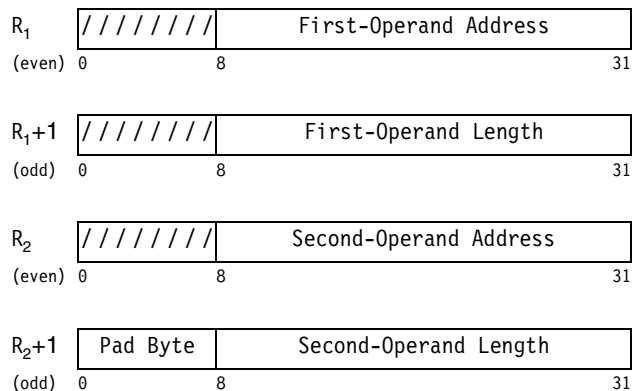 R₁ //////// First-Operand Address
(even) 0 8 31
R₁+1 //////// First-Operand Length
(odd) 0 8 31
R₂ //////// Second-Operand Address
(even) 0 8 31
R₂+1 Pad Byte Second-Operand Length
(odd) 0 8 31